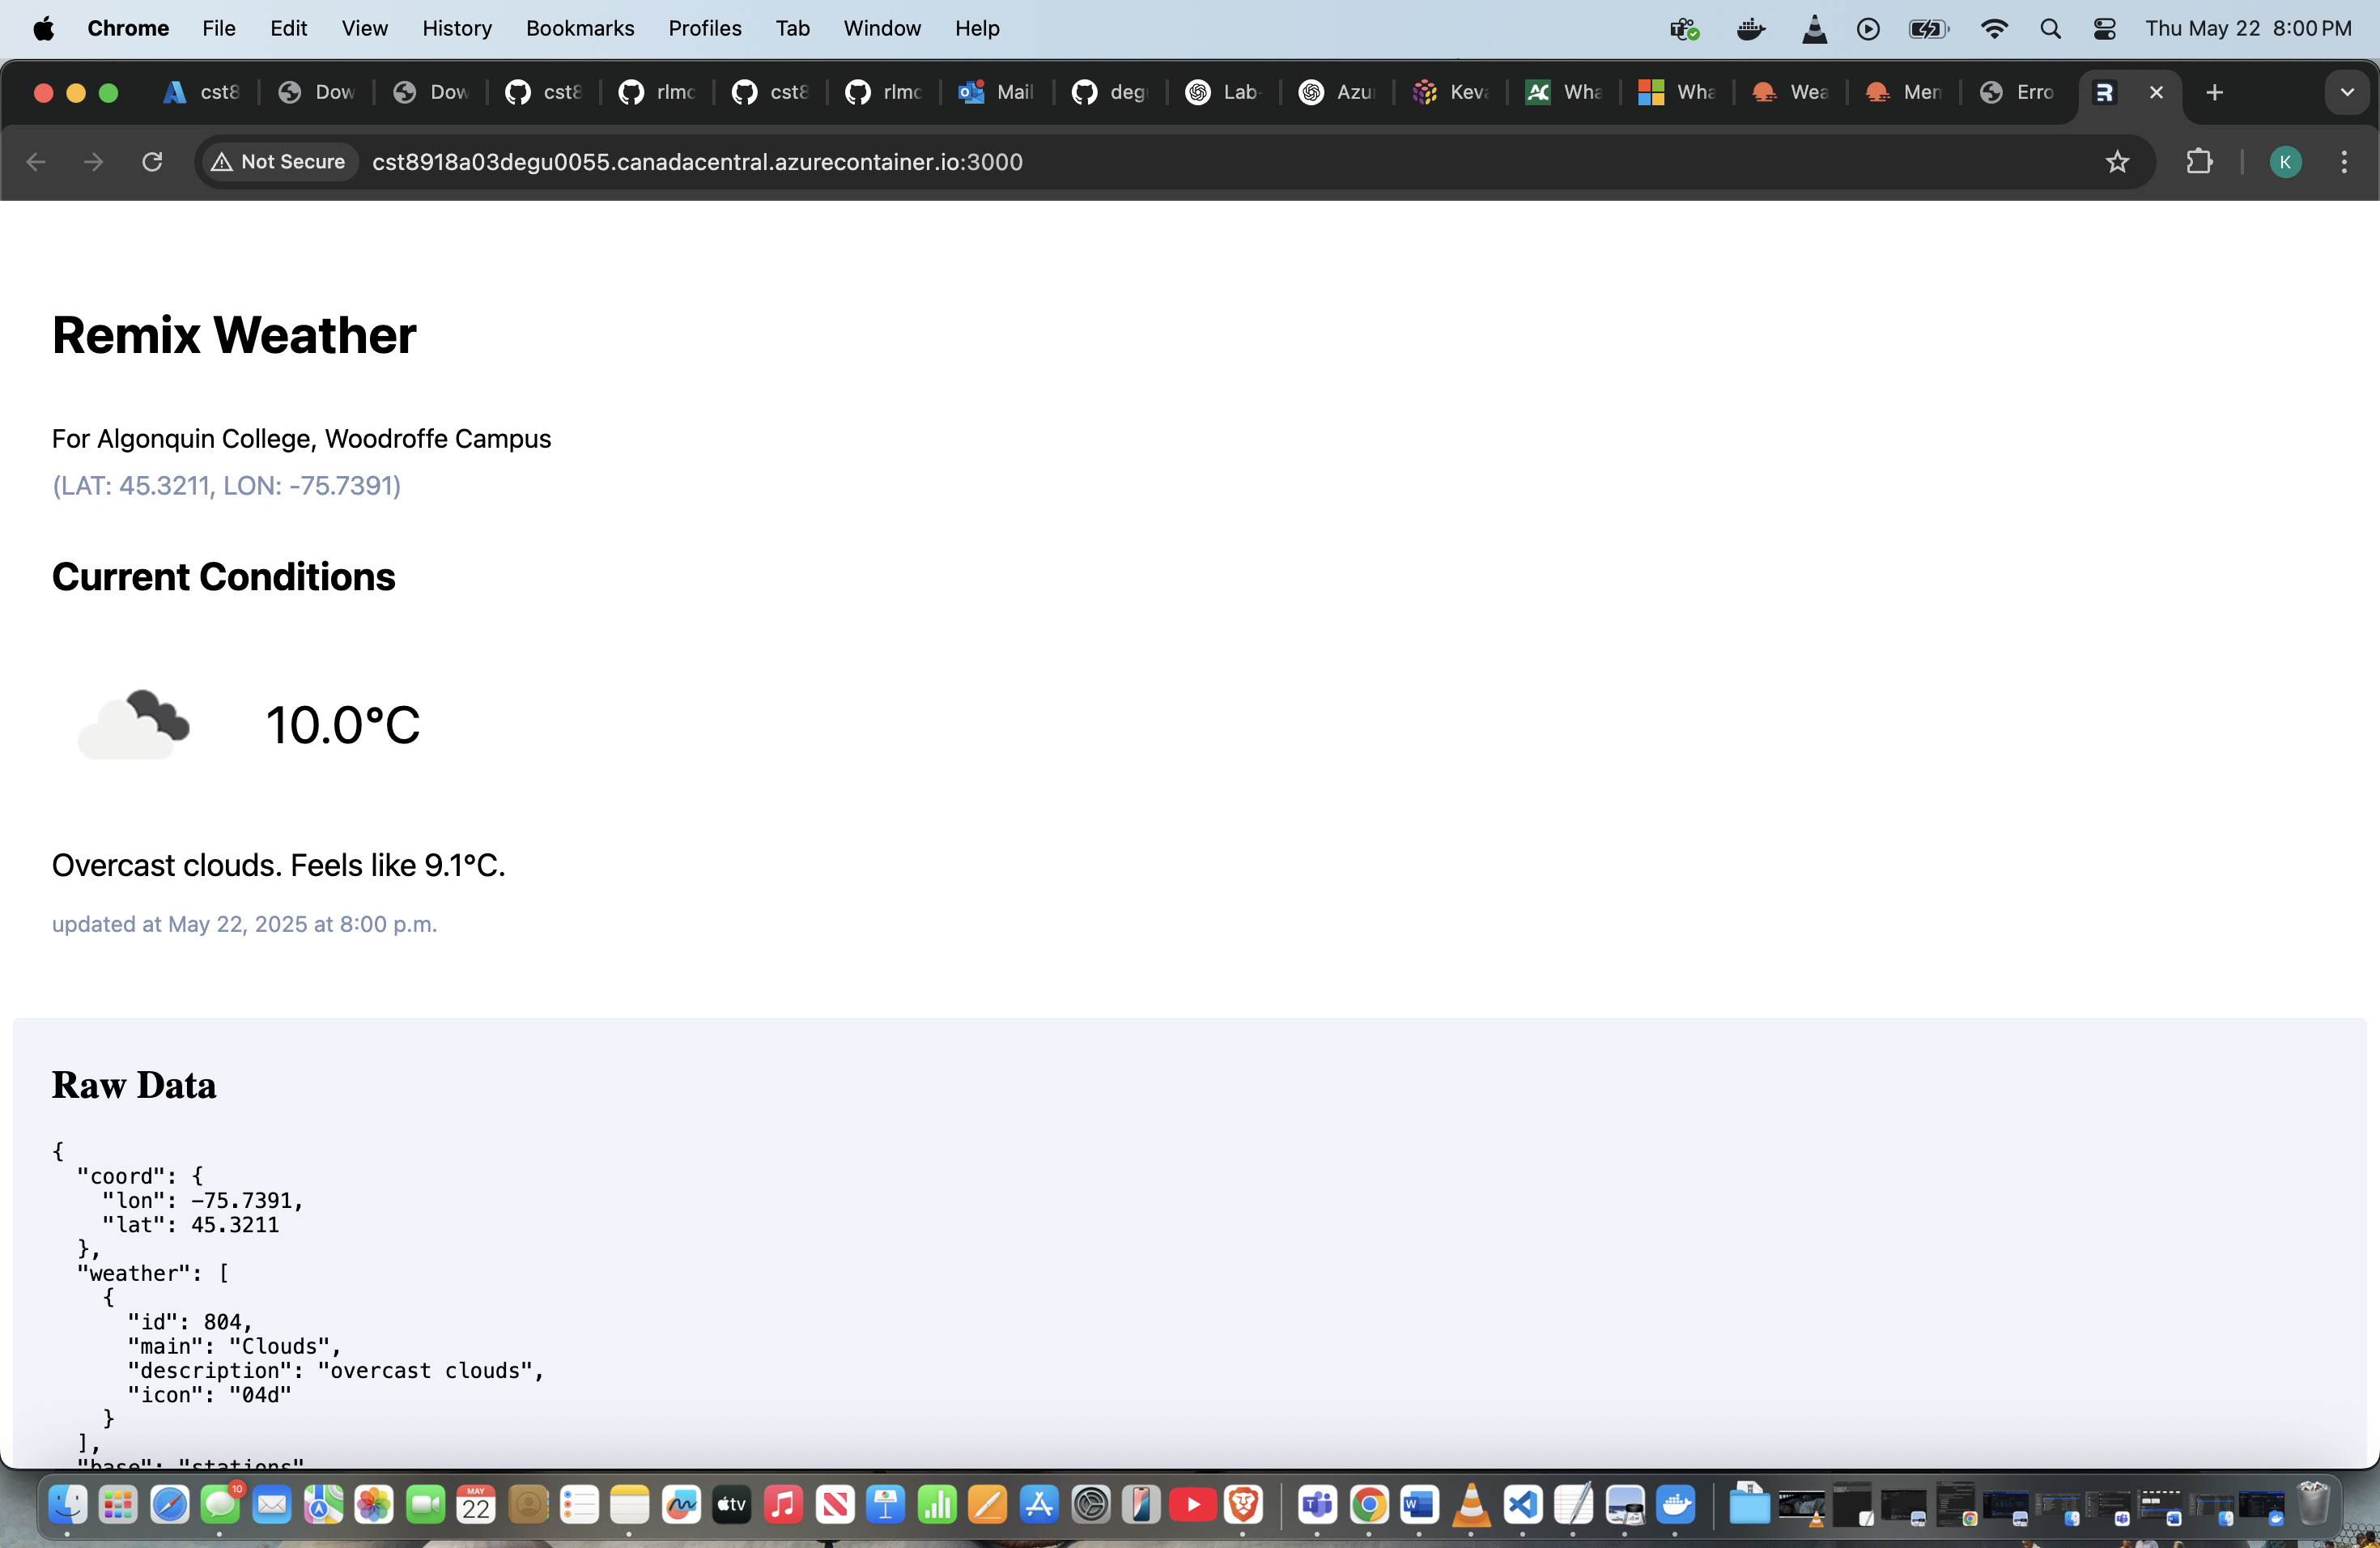 Chrome File Edit View History Bookmarks Profiles Tab Window Help Thu May 22 8:00 PM
cst8 Dow Dow cst8 rlmc cst8 rlmc Mail deg Lab- Azu Keva Wha Wha Wea Mem Erro
Not Secure cst8918a03degu0055.canadacentral.azurecontainer.io:3000 K
Remix Weather
For Algonquin College, Woodroffe Campus
(LAT: 45.3211, LON: -75.7391)
Current Conditions
10.0°C
Overcast clouds. Feels like 9.1°C.
updated at May 22, 2025 at 8:00 p.m.
Raw Data
{
"coord": {
"lon": -75.7391,
"lat": 45.3211
},
"weather": [
{
"id": 804,
"main": "Clouds",
"description": "overcast clouds",
"icon": "04d"
}
],
"base": "stations"
10
MAY
22
tv